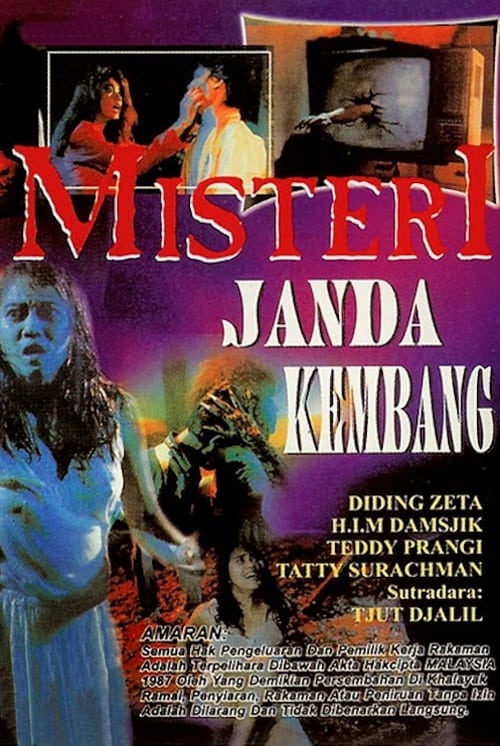 MISTERI
JANDA
KEMBANG
DIDING ZETA
H.I.M DAMSJIK
TEDDY PRANGI
TATTY SURACHMAN
Sutradara:
TJUT DJALIL
AMARAN:
Semua Hak Pengeluaran Dan Pemilik Kerja Rakaman
Adalah Terpelihara Dibawah Akta Hakcipta MALAYSIA
1987 Oleh Yang Demikian Persembahan Di Khalayak
Ramai, Penyiaran, Rakaman Atau Peniruan Tanpa Izin
Adalah Dilarang Dan Tidak Dibenarkan Langsung.